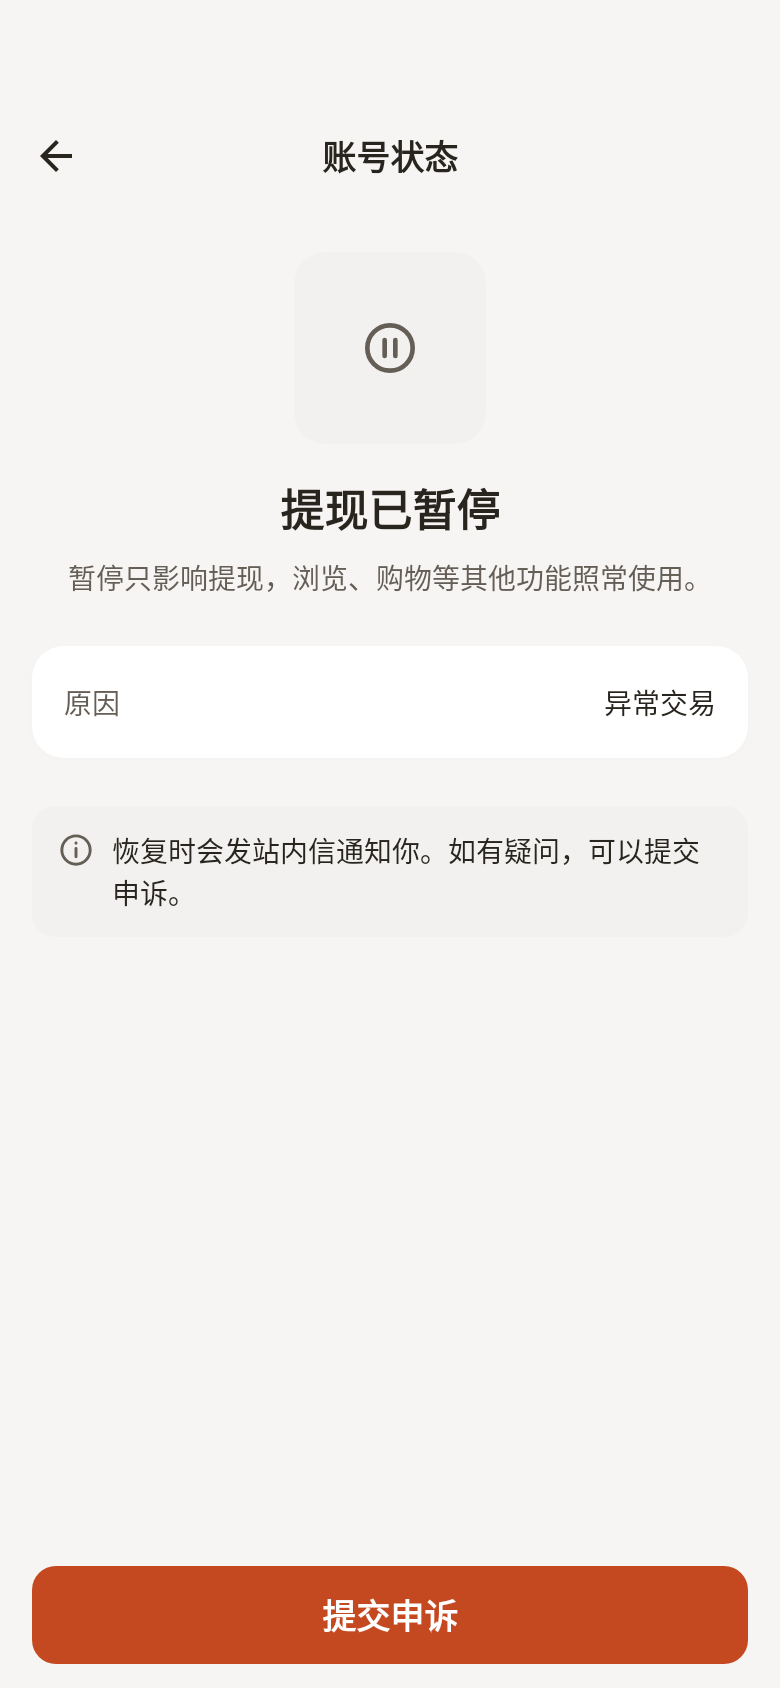 账号状态
提现已暂停
暂停只影响提现，浏览、购物等其他功能照常使用。
原因 异常交易
恢复时会发站内信通知你。如有疑问，可以提交
申诉。
提交申诉